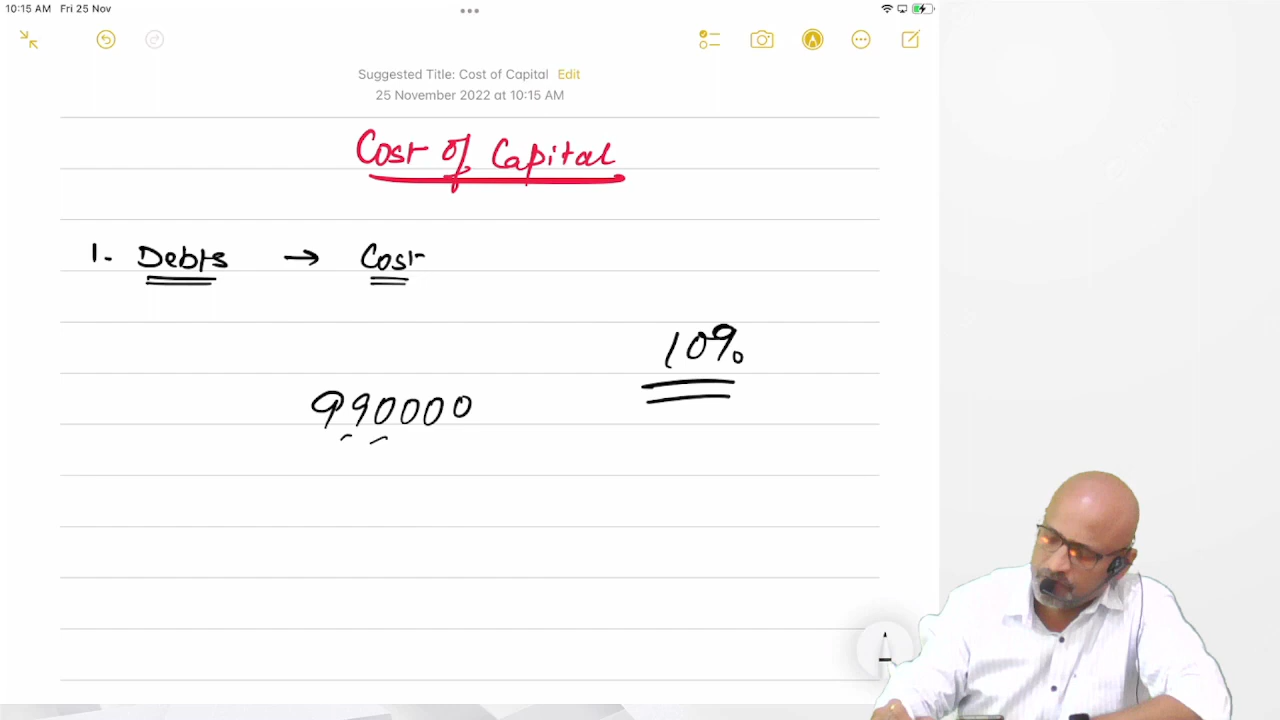 10:15 AM Fri 25 Nov
Suggested Title: Cost of Capital Edit
25 November 2022 at 10:15 AM
Cost of Capital
1. Debts → Cost
10%
990000